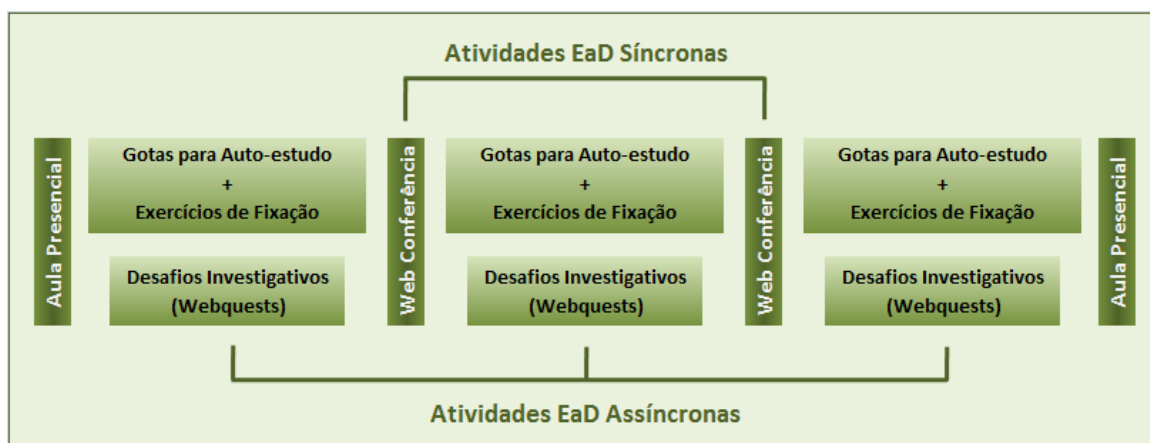 Atividades EaD Síncronas
Aula Presencial
Gotas para Auto-estudo
+
Exercícios de Fixação
Desafios Investigativos
(Webquests)
Web Conferência
Gotas para Auto-estudo
+
Exercícios de Fixação
Desafios Investigativos
(Webquests)
Web Conferência
Gotas para Auto-estudo
+
Exercícios de Fixação
Desafios Investigativos
(Webquests)
Aula Presencial
Atividades EaD Assíncronas